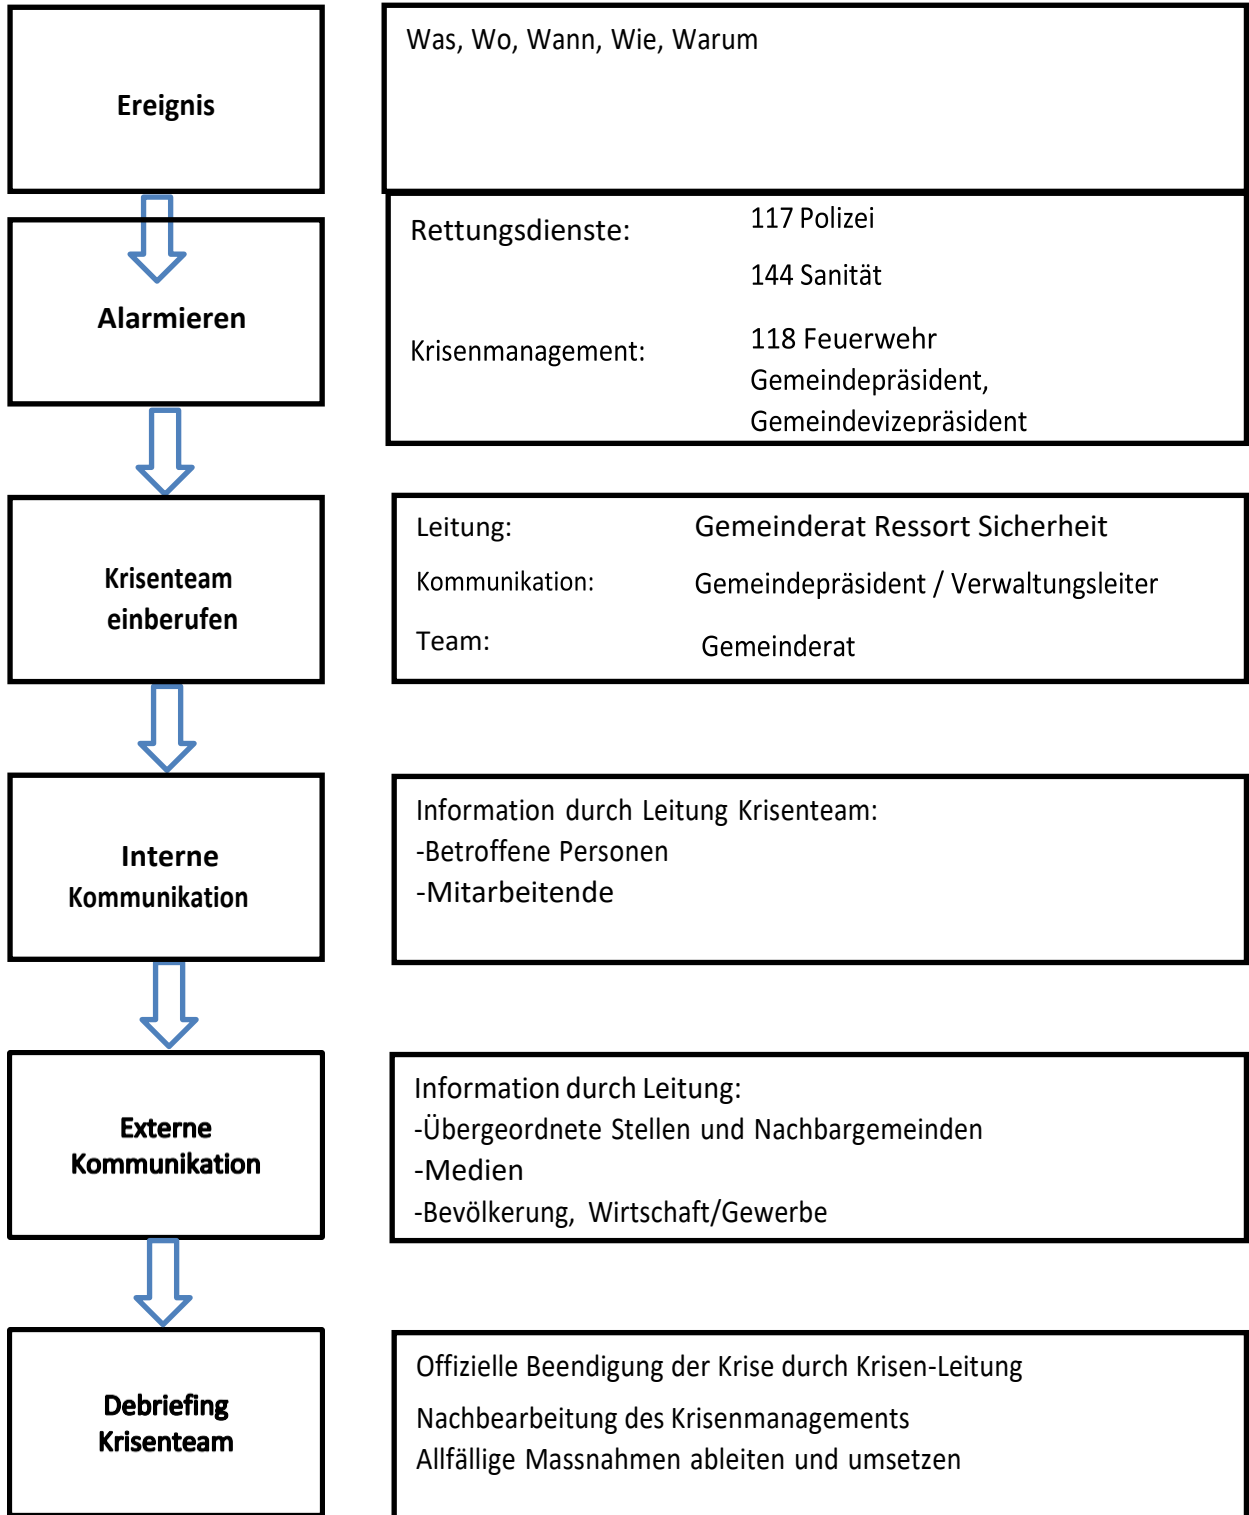 Ereignis
Was, Wo, Wann, Wie, Warum
Alarmieren
Rettungsdienste:
117 Polizei
144 Sanität
Krisenmanagement:
118 Feuerwehr
Gemeindepräsident,
Gemeindevizepräsident
Krisenteam
einberufen
Leitung: Gemeinderat Ressort Sicherheit
Kommunikation: Gemeindepräsident / Verwaltungsleiter
Team: Gemeinderat
Interne
Kommunikation
Information durch Leitung Krisenteam:
-Betroffene Personen
-Mitarbeitende
Externe
Kommunikation
Information durch Leitung:
-Übergeordnete Stellen und Nachbargemeinden
-Medien
-Bevölkerung, Wirtschaft/Gewerbe
Debriefing
Krisenteam
Offizielle Beendigung der Krise durch Krisen-Leitung
Nachbearbeitung des Krisenmanagements
Allfällige Massnahmen ableiten und umsetzen